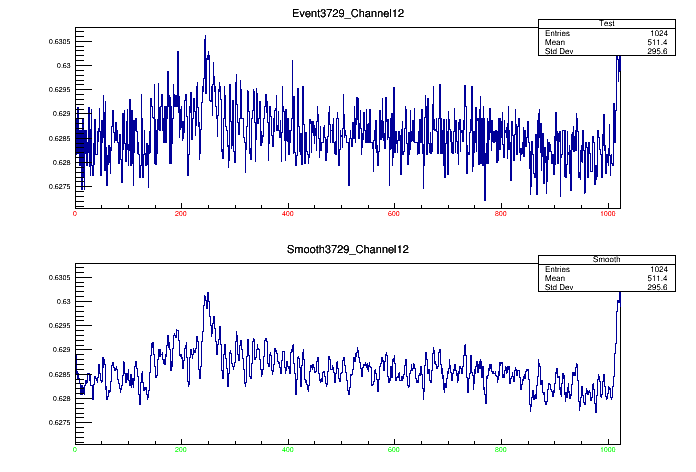 Event3729_Channel12
Test
Entries 1024
Mean 511.4
Std Dev 295.6
0.6305
0.63
0.6295
0.629
0.6285
0.628
0.6275
0 200 400 600 800 1000
Smooth3729_Channel12
Smooth
Entries 1024
Mean 511.4
Std Dev 295.6
0.6305
0.63
0.6295
0.629
0.6285
0.628
0.6275
0 200 400 600 800 1000